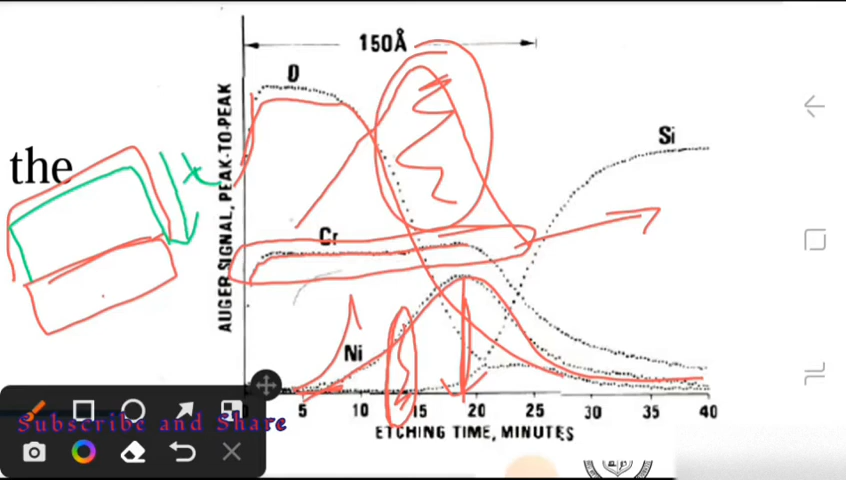 150Å
O
the
Si
Cr
AUGER SIGNAL, PEAK-TO-PEAK
Ni
5 10 15 20 25 30 35 40
ETCHING TIME, MINUTES
Subscribe and Share